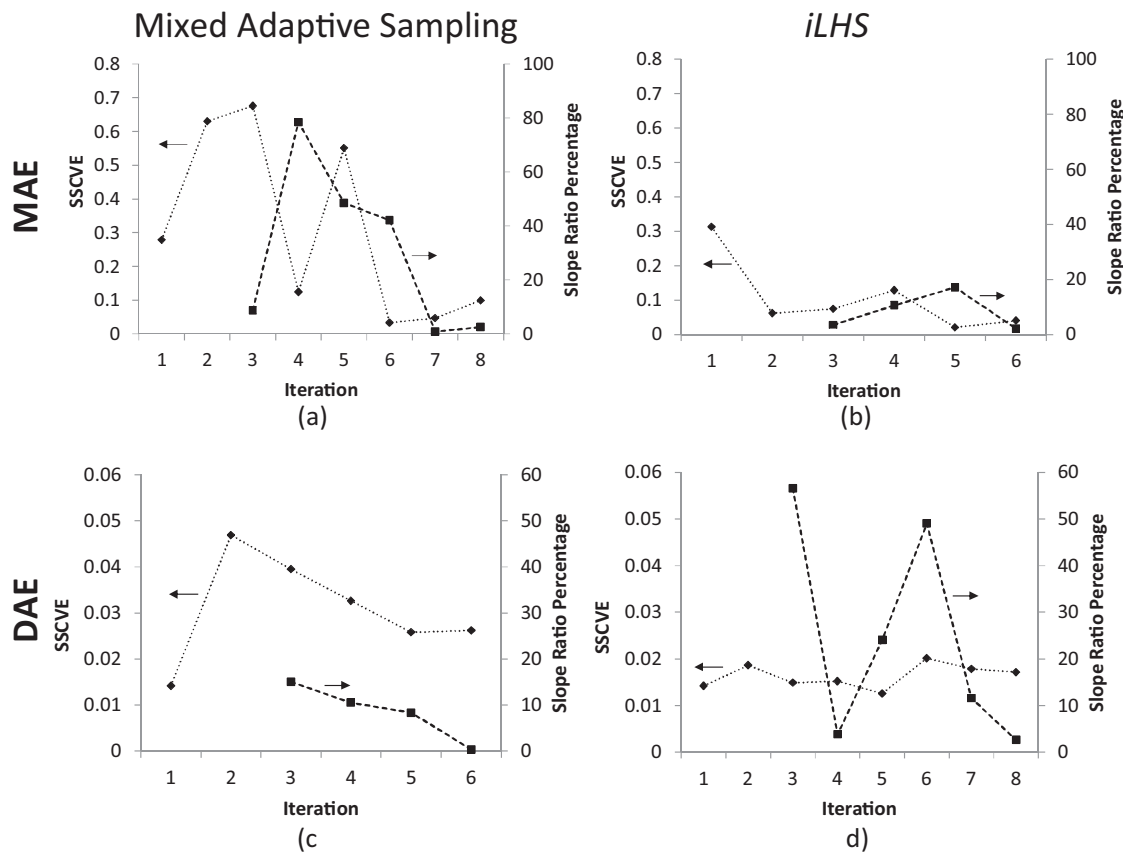 Mixed Adaptive Sampling
iLHS
MAE
SSCVE
0.8
0.7
0.6
0.5
0.4
0.3
0.2
0.1
0
100
80
60
40
20
0
Slope Ratio Percentage
1 2 3 4 5 6 7 8
Iteration
(a)
SSCVE
0.8
0.7
0.6
0.5
0.4
0.3
0.2
0.1
0
100
80
60
40
20
0
Slope Ratio Percentage
1 2 3 4 5 6
Iteration
(b)
DAE
SSCVE
0.06
0.05
0.04
0.03
0.02
0.01
0
60
50
40
30
20
10
0
Slope Ratio Percentage
1 2 3 4 5 6
Iteration
(c
SSCVE
0.06
0.05
0.04
0.03
0.02
0.01
0
60
50
40
30
20
10
0
Slope Ratio Percentage
1 2 3 4 5 6 7 8
Iteration
d)